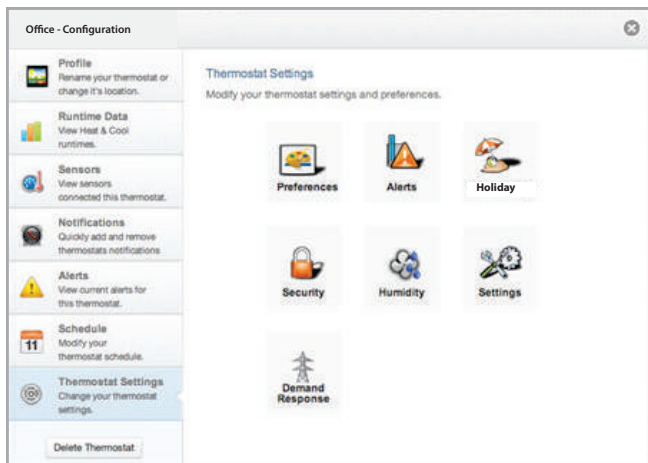 Office - Configuration
Profile
Rename your thermostat or
change it's location.
Runtime Data
View Heat & Cool
runtimes.
Sensors
View sensors
connected this thermostat.
Notifications
Quickly add and remove
thermostats notifications
Alerts
View current alerts for
this thermostat.
11
Schedule
Modify your
thermostat schedule.
Thermostat Settings
Change your thermostat
settings.
Delete Thermostat
Thermostat Settings
Modify your thermostat settings and preferences.
Preferences
Alerts
Holiday
Security
Humidity
Settings
Demand
Response